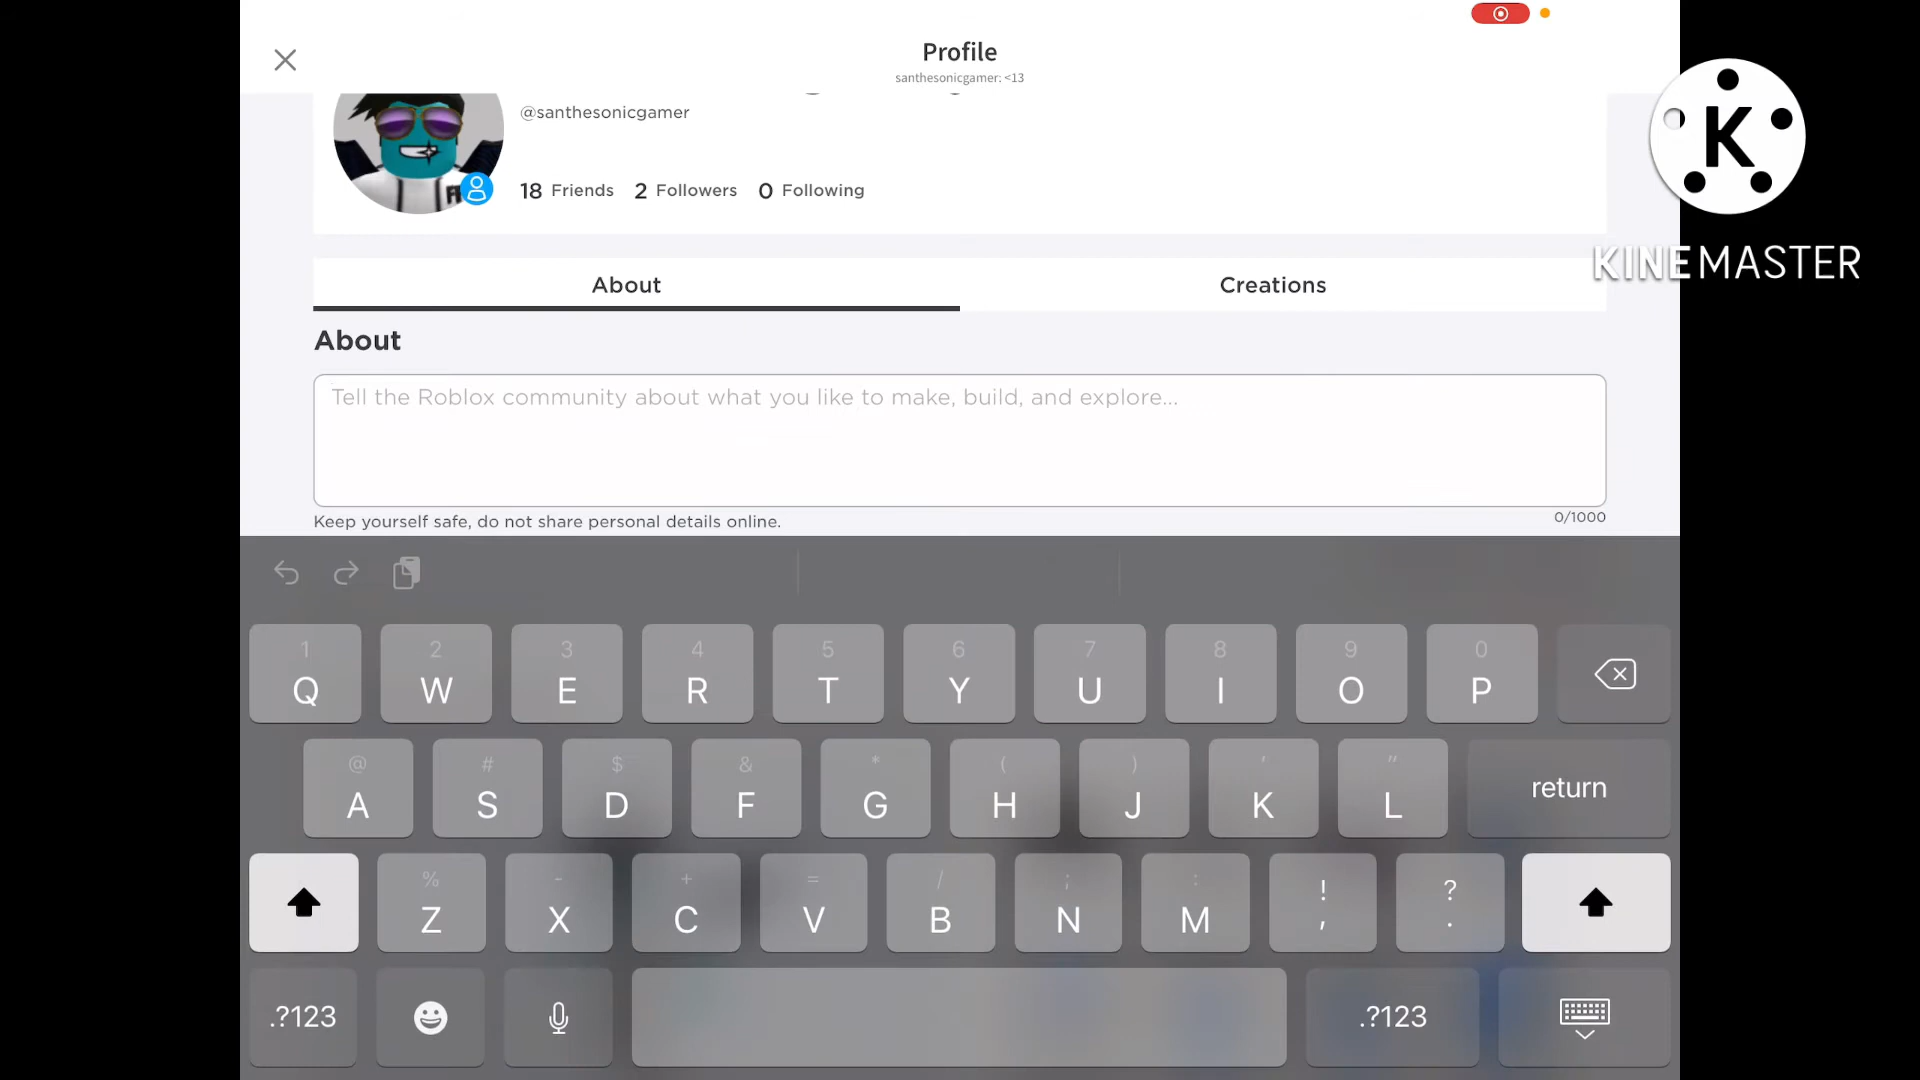 Profile
santhesonicgamer: <13
@santhesonicgamer
18 Friends 2 Followers 0 Following
K
KINEMASTER
About Creations
About
Tell the Roblox community about what you like to make, build, and explore...
Keep yourself safe, do not share personal details online.
0/1000
1 2 3 4 5 6 7 8 9 0
Q W E R T Y U I O P
@ # $ & * ( ) ' "
A S D F G H J K L return
% - + = / ; : ! ?
Z X C V B N M , .
.?123 .?123